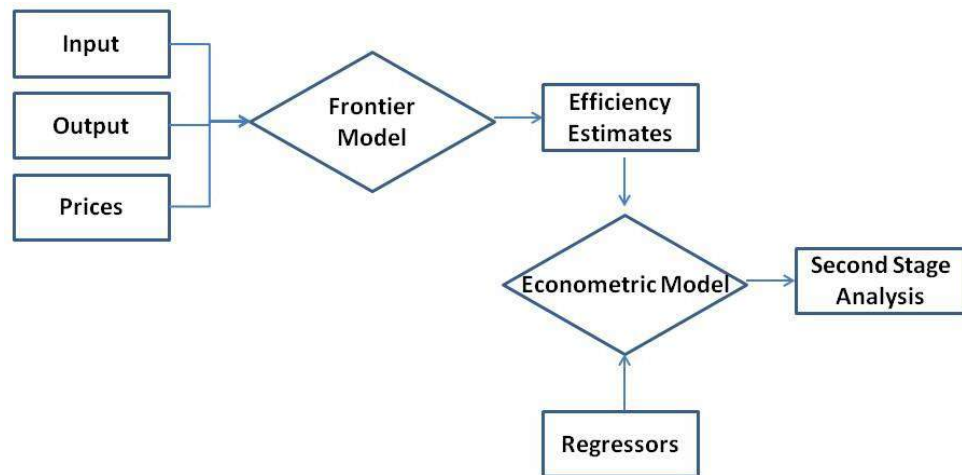 Input
Output
Prices
Frontier
Model
Efficiency
Estimates
Econometric Model
Second Stage
Analysis
Regressors